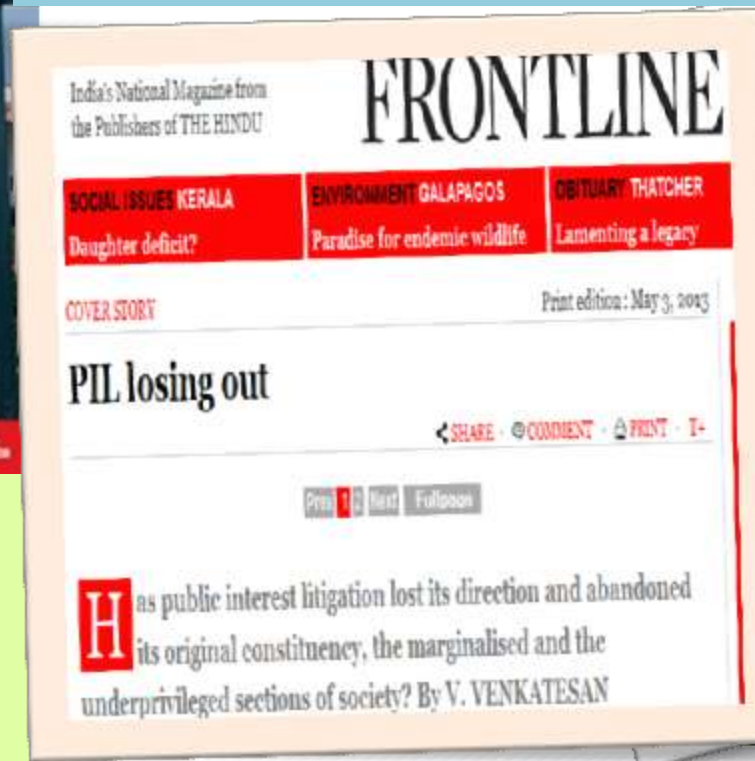 India's National Magazine from
the Publishers of THE HINDU
FRONTLINE
SOCIAL ISSUES KERALA
Daughter deficit?
ENVIRONMENT GALAPAGOS
Paradise for endemic wildlife
OBITUARY THATCHER
Lamenting a legacy
COVER STORY
Print edition : May 3, 2013
PIL losing out
SHARE · COMMENT · PRINT · T+
Prev 1 2 Next Fullpage
Has public interest litigation lost its direction and abandoned
its original constituency, the marginalised and the
underprivileged sections of society? By V. VENKATESAN